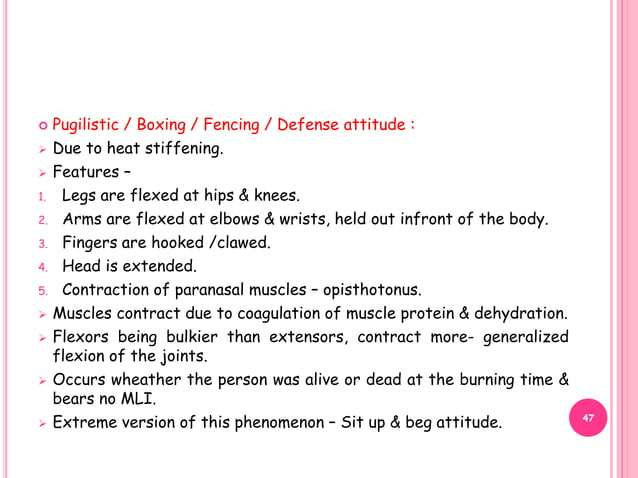 Pugilistic / Boxing / Fencing / Defense attitude :
Due to heat stiffening.
Features –
1. Legs are flexed at hips & knees.
2. Arms are flexed at elbows & wrists, held out infront of the body.
3. Fingers are hooked /clawed.
4. Head is extended.
5. Contraction of paranasal muscles – opisthotonus.
Muscles contract due to coagulation of muscle protein & dehydration.
Flexors being bulkier than extensors, contract more- generalized
flexion of the joints.
Occurs wheather the person was alive or dead at the burning time &
bears no MLI.
Extreme version of this phenomenon – Sit up & beg attitude.
47